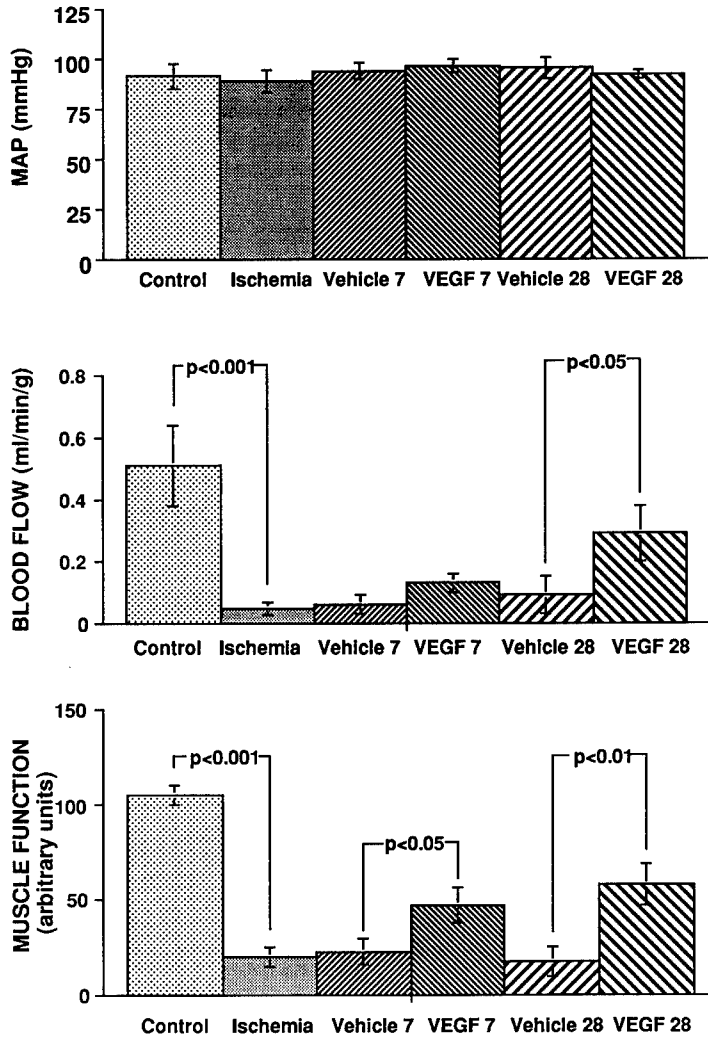 MAP (mmHg)
125
100
75
50
25
0
Control Ischemia Vehicle 7 VEGF 7 Vehicle 28 VEGF 28
BLOOD FLOW (ml/min/g)
0.8
0.6
0.4
0.2
0
p<0.001
p<0.05
Control Ischemia Vehicle 7 VEGF 7 Vehicle 28 VEGF 28
MUSCLE FUNCTION
(arbitrary units)
150
100
50
0
p<0.001
p<0.05
p<0.01
Control Ischemia Vehicle 7 VEGF 7 Vehicle 28 VEGF 28